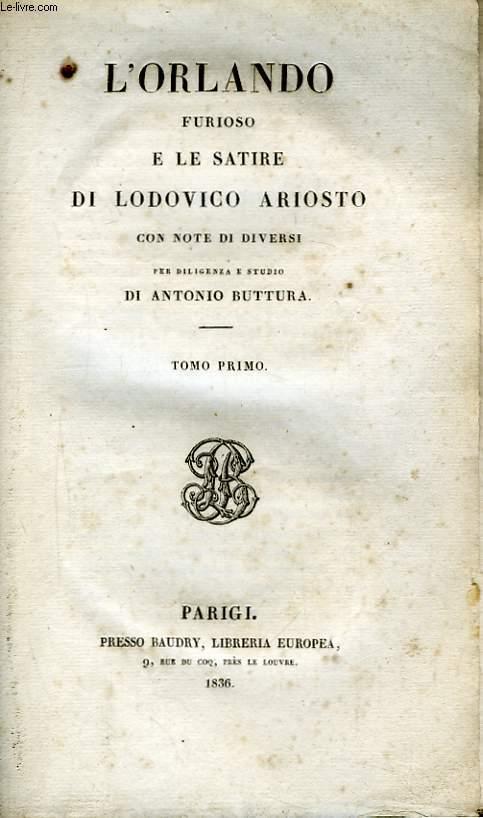 Le-livre.com
L'ORLANDO
FURIOSO
E LE SATIRE
DI LODOVICO ARIOSTO
CON NOTE DI DIVERSI
PER DILIGENZA E STUDIO
DI ANTONIO BUTTURA.
TOMO PRIMO.
PARIGI.
PRESSO BAUDRY, LIBRERIA EUROPEA,
9, RUE DU COQ, PRÈS LE LOUVRE.
1836.